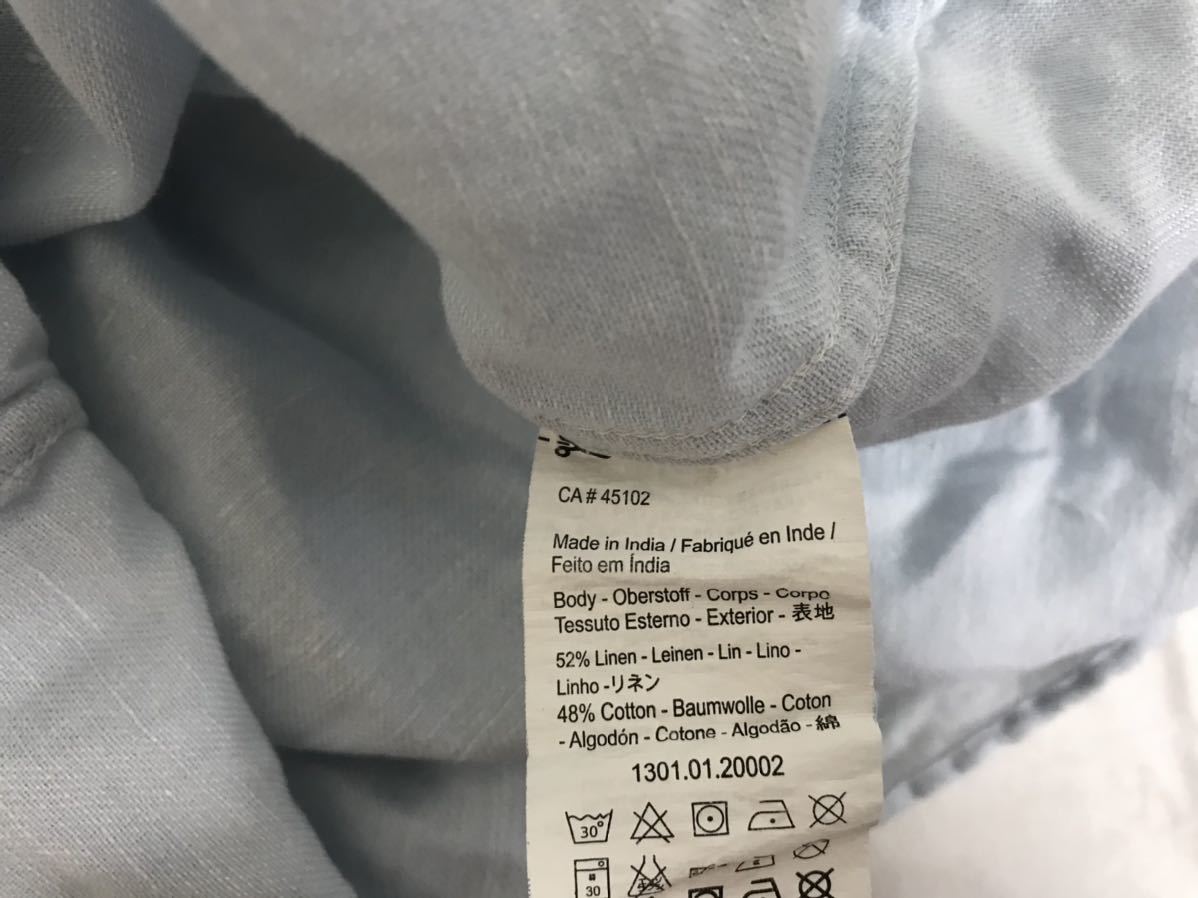 CA # 45102
Made in India / Fabriqué en Inde /
Feito em Índia
Body - Oberstoff - Corps - Corpo
Tessuto Esterno - Exterior - 表地
52% Linen - Leinen - Lin - Lino -
Linho -リネン
48% Cotton - Baumwolle - Coton
- Algodón - Cotone - Algodão - 綿
1301.01.20002
30°
30